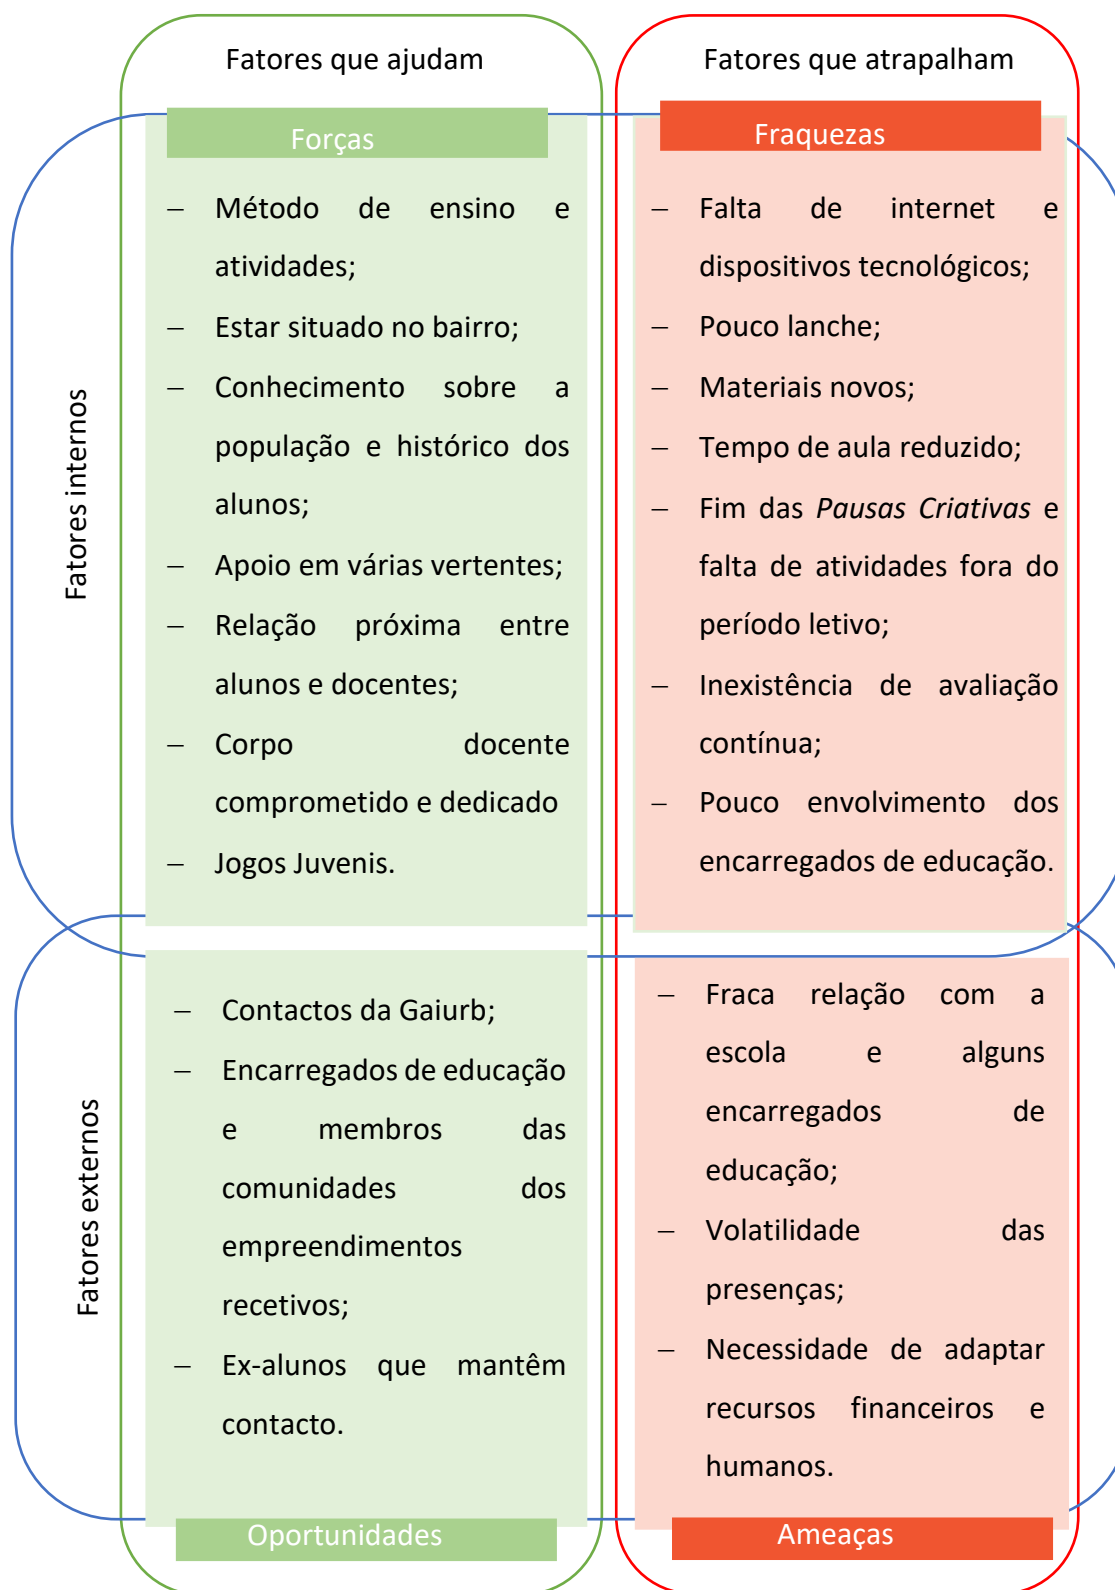 Fatores que ajudam
Fatores que atrapalham
Fatores internos
Forças
– Método de ensino e
atividades;
– Estar situado no bairro;
– Conhecimento sobre a
população e histórico dos
alunos;
– Apoio em várias vertentes;
– Relação próxima entre
alunos e docentes;
– Corpo docente
comprometido e dedicado
– Jogos Juvenis.
Fraquezas
– Falta de internet e
dispositivos tecnológicos;
– Pouco lanche;
– Materiais novos;
– Tempo de aula reduzido;
– Fim das Pausas Criativas e
falta de atividades fora do
período letivo;
– Inexistência de avaliação
contínua;
– Pouco envolvimento dos
encarregados de educação.
Fatores externos
– Contactos da Gaiurb;
– Encarregados de educação
e membros das
comunidades dos
empreendimentos
recetivos;
– Ex-alunos que mantêm
contacto.
Oportunidades
– Fraca relação com a
escola e alguns
encarregados de
educação;
– Volatilidade das
presenças;
– Necessidade de adaptar
recursos financeiros e
humanos.
Ameaças